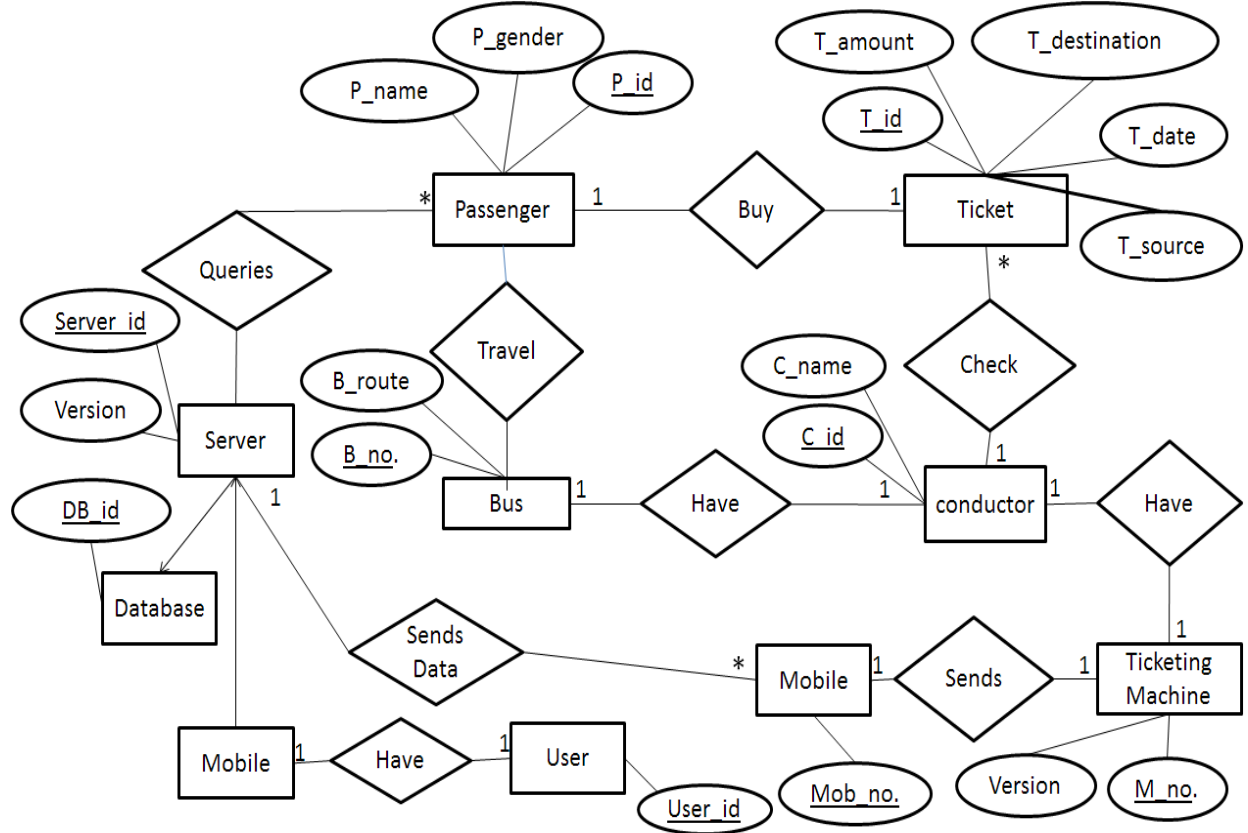 P_gender
T_amount
T_destination
P_name
P_id
T_id
T_date
*
Passenger
1
Buy
1
Ticket
T_source
*
Queries
Server_id
Travel
B_route
C_name
Check
Version
Server
B_no.
C_id
1
1
Bus
1
Have
1
conductor
1
Have
DB_id
Database
Sends
Data
*
1
Mobile
1
Sends
1
Ticketing
Machine
Mobile
1
Have
1
User
User_id
Mob_no.
Version
M_no.